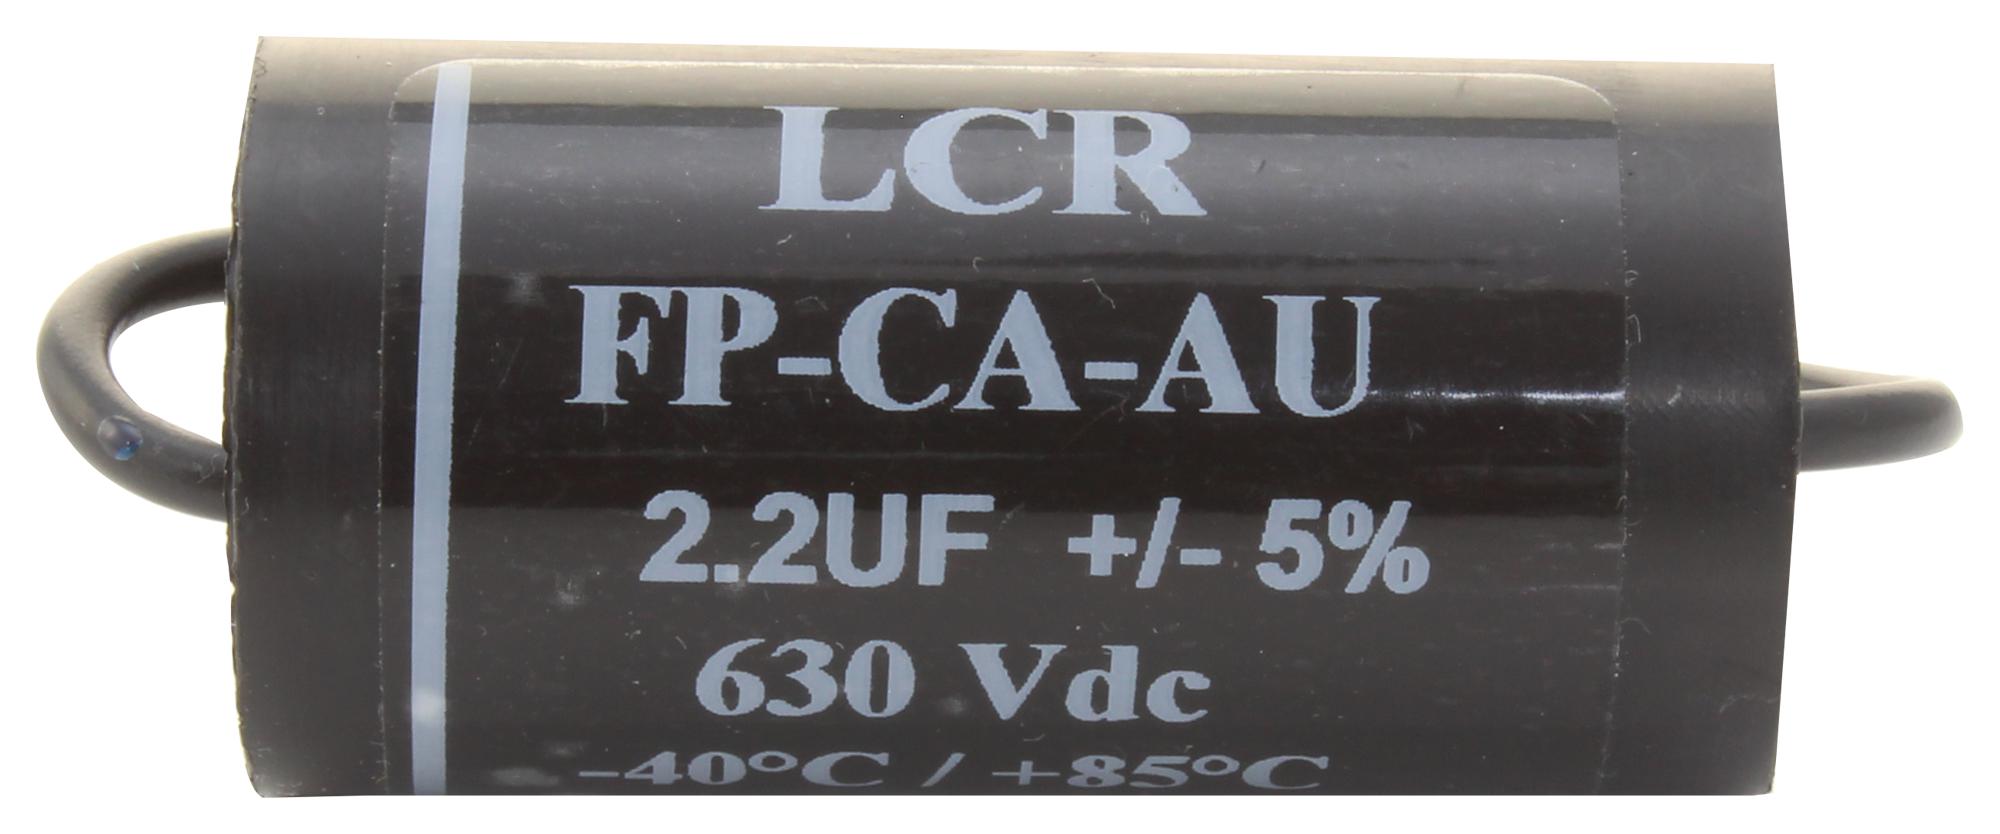 LCR
FP-CA-AU
2.2UF +/- 5%
630 Vdc
-40°C / +85°C